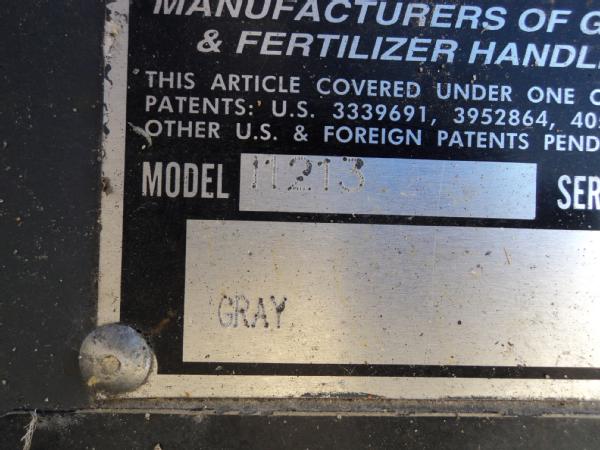 MANUFACTURERS OF G
& FERTILIZER HANDL
THIS ARTICLE COVERED UNDER ONE O
PATENTS: U.S. 3339691, 3952864, 40
OTHER U.S. & FOREIGN PATENTS PEND
MODEL 11213 SER
GRAY